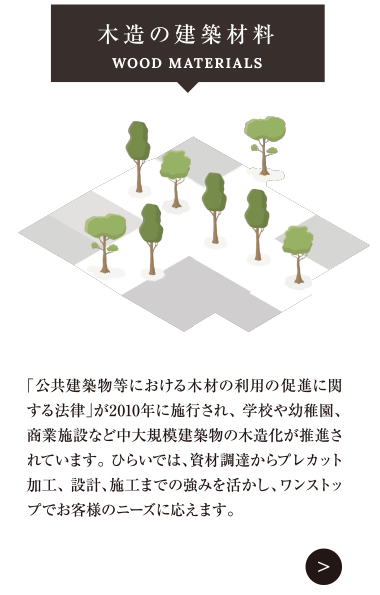 木造の建築材料
WOOD MATERIALS
「公共建築物等における木材の利用の促進に関
する法律」が2010年に施行され、学校や幼稚園、
商業施設など中大規模建築物の木造化が推進さ
れています。ひらいでは、資材調達からプレカット
加工、設計、施工までの強みを活かし、ワンストッ
プでお客様のニーズに応えます。
>